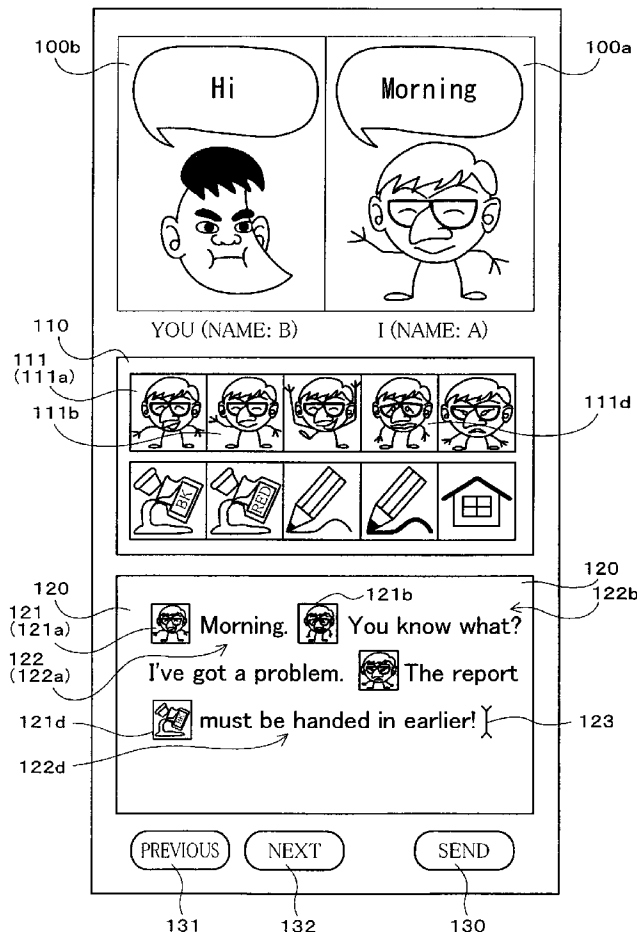 100b
100a
Hi
Morning
YOU (NAME: B)
I (NAME: A)
110
111
(111a)
111b
111d
BK
RED
120
120
121
(121a)
121b
122b
Morning. You know what?
122
(122a)
I've got a problem. The report
121d
must be handed in earlier!
123
122d
PREVIOUS
NEXT
SEND
131
132
130